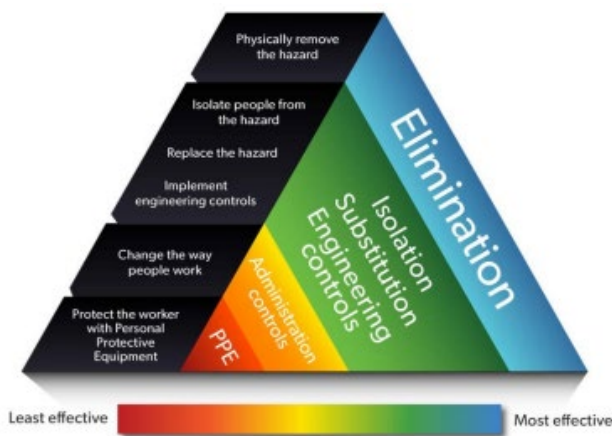 Physically remove
the hazard
Isolate people from
the hazard
Replace the hazard
Implement
engineering controls
Change the way
people work
Protect the worker
with Personal
Protective
Equipment
Elimination
Isolation
Substitution
Engineering
controls
Administration
controls
PPE
Least effective
Most effective